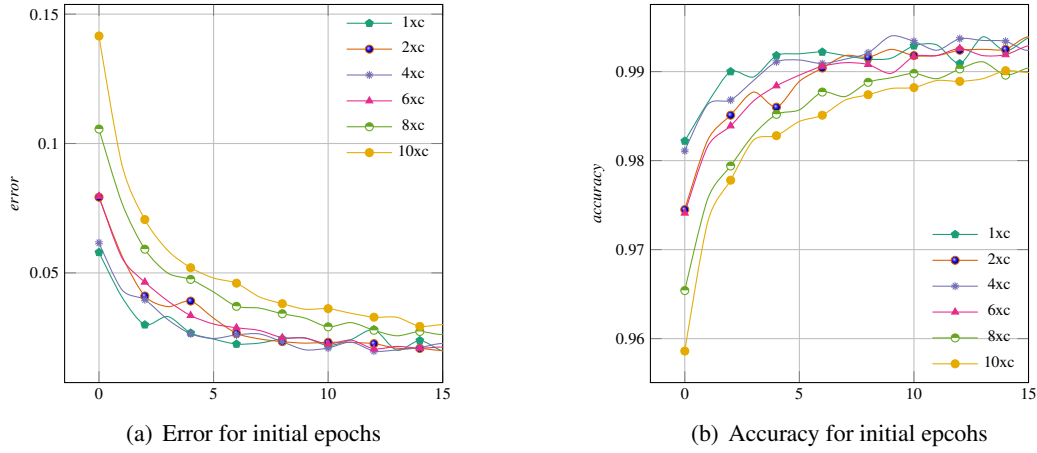 0.15
0.1
0.05
error
0
5
10
15
1xc
2xc
4xc
6xc
8xc
10xc
(a) Error for initial epochs
0.99
0.98
0.97
0.96
accuracy
0
5
10
15
1xc
2xc
4xc
6xc
8xc
10xc
(b) Accuracy for initial epcohs